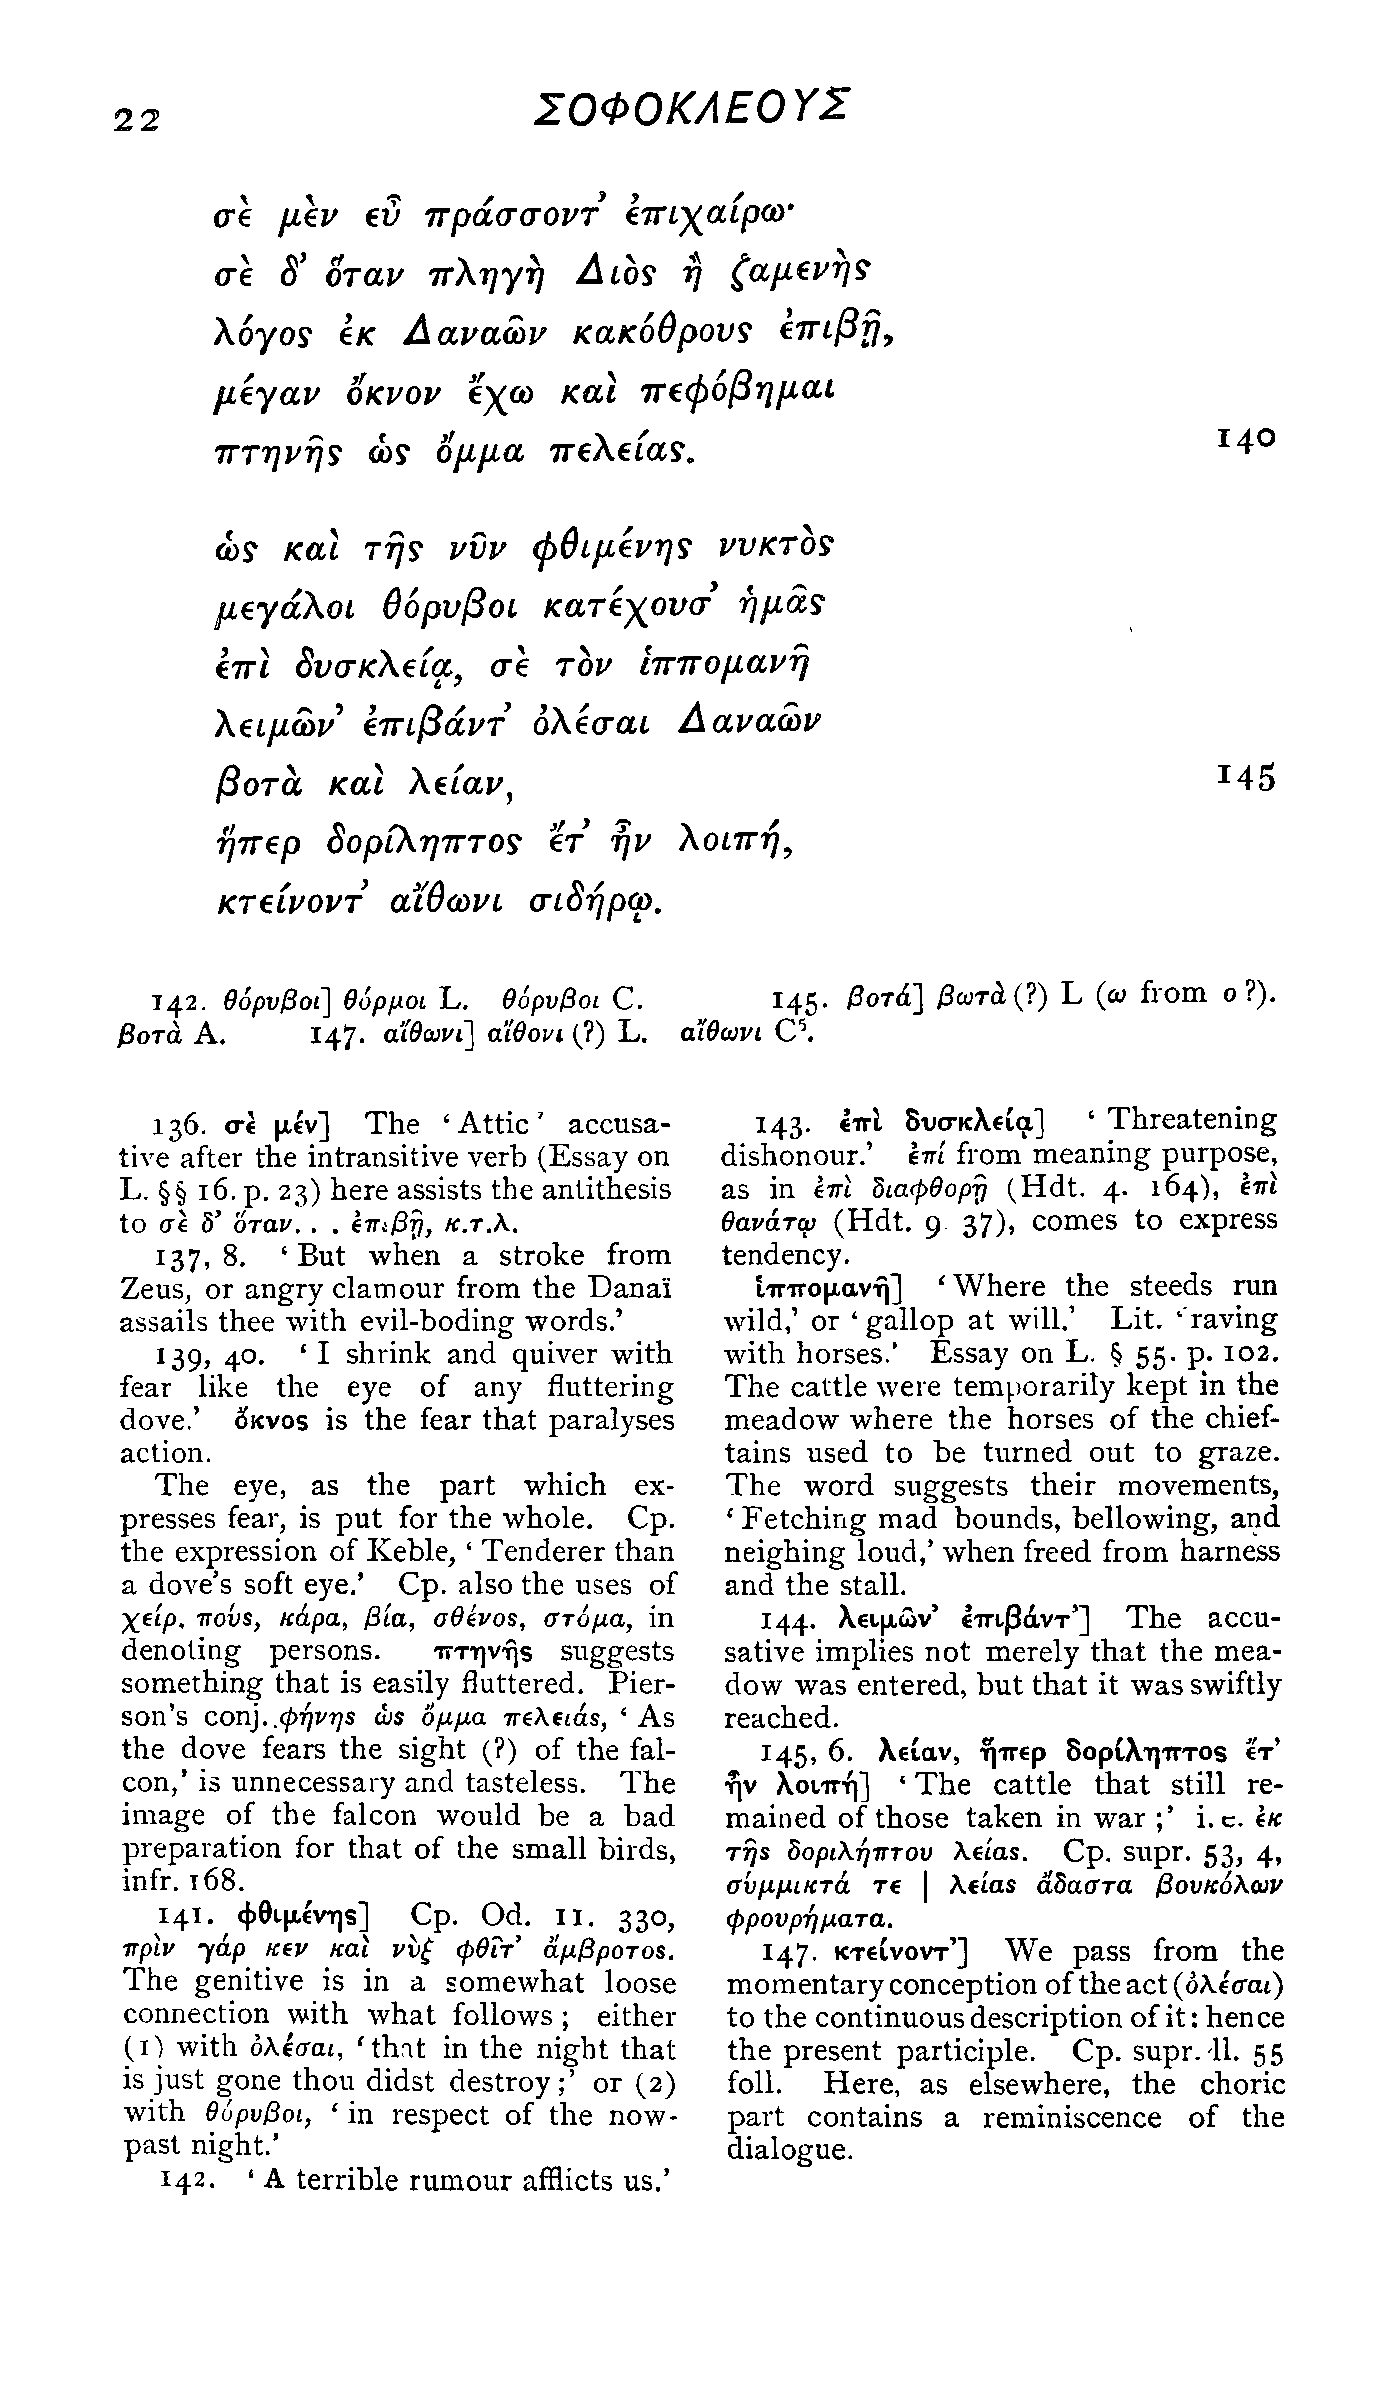 22
ΣΟΦΟΚΛΕΟΥΣ
σὲ μὲν εὖ πράσσοντ’ ἐπιχαίρω·
σὲ δ’ ὅταν πληγὴ Διὸς ἢ ζαμενὴς
λόγος ἐκ Δαναῶν κακόθρους ἐπιβῇ,
μέγαν ὄκνον ἔχω καὶ πεφόβημαι
πτηνῆς ὡς ὄμμα πελείας. 140
ὡς καὶ τῆς νῦν φθιμένης νυκτὸς
μεγάλοι θόρυβοι κατέχουσ’ ἡμᾶς
ἐπὶ δυσκλείᾳ, σὲ τὸν ἱππομανῆ
λειμῶν’ ἐπιβάντ’ ὀλέσαι Δαναῶν
βοτὰ καὶ λείαν, 145
ἥπερ δορίληπτος ἔτ’ ἦν λοιπή,
κτείνοντ’ αἴθωνι σιδήρῳ.
142. θόρυβοι] θόρμοι L. θόρυβοι C. 145. βοτά] βωτὰ (?) L (ω from ο ?).
βοτὰ A. 147. αἴθωνι] αἴθονι (?) L. αἴθωνι C⁵.
136. σὲ μέν] The ‘Attic’ accusa-
tive after the intransitive verb (Essay on
L. §§ 16. p. 23) here assists the antithesis
to σὲ δ’ ὅταν. . . ἐπιβῇ, κ.τ.λ.
137, 8. ‘But when a stroke from
Zeus, or angry clamour from the Danaï
assails thee with evil-boding words.’
139, 40. ‘I shrink and quiver with
fear like the eye of any fluttering
dove.’ ὄκνος is the fear that paralyses
action.
The eye, as the part which ex-
presses fear, is put for the whole. Cp.
the expression of Keble, ‘Tenderer than
a dove’s soft eye.’ Cp. also the uses of
χείρ, πούς, κάρα, βία, σθένος, στόμα, in
denoting persons. πτηνῆς suggests
something that is easily fluttered. Pier-
son’s conj. φήνης ὡς ὄμμα πελειάς, ‘As
the dove fears the sight (?) of the fal-
con,’ is unnecessary and tasteless. The
image of the falcon would be a bad
preparation for that of the small birds,
infr. 168.
141. φθιμένης] Cp. Od. 11. 330,
πρὶν γάρ κεν καὶ νὺξ φθῖτ’ ἄμβροτος.
The genitive is in a somewhat loose
connection with what follows; either
(1) with ὀλέσαι, ‘that in the night that
is just gone thou didst destroy;’ or (2)
with θόρυβοι, ‘in respect of the now-
past night.’
142. ‘A terrible rumour afflicts us.’
143. ἐπὶ δυσκλείᾳ] ‘Threatening
dishonour.’ ἐπί from meaning purpose,
as in ἐπὶ διαφθορῇ (Hdt. 4. 164), ἐπὶ
θανάτῳ (Hdt. 9. 37), comes to express
tendency.
ἱππομανῆ] ‘Where the steeds run
wild,’ or ‘gallop at will.’ Lit. ‘raving
with horses.’ Essay on L. § 55. p. 102.
The cattle were temporarily kept in the
meadow where the horses of the chief-
tains used to be turned out to graze.
The word suggests their movements,
‘Fetching mad bounds, bellowing, and
neighing loud,’ when freed from harness
and the stall.
144. λειμῶν’ ἐπιβάντ’] The accu-
sative implies not merely that the mea-
dow was entered, but that it was swiftly
reached.
145, 6. λείαν, ἥπερ δορίληπτος ἔτ’
ἦν λοιπή] ‘The cattle that still re-
mained of those taken in war;’ i.e. ἐκ
τῆς δοριλήπτου λείας. Cp. supr. 53, 4,
σύμμικτά τε | λείας ἄδαστα βουκόλων
φρουρήματα.
147. κτείνοντ’] We pass from the
momentary conception of the act (ὀλέσαι)
to the continuous description of it: hence
the present participle. Cp. supr. ll. 55
foll. Here, as elsewhere, the choric
part contains a reminiscence of the
dialogue.